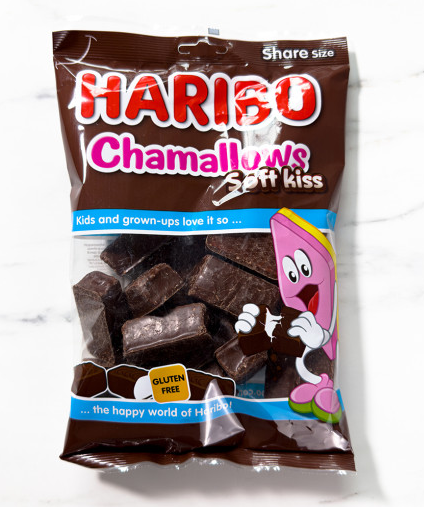 Share Size
HARIBO
Chamallows
Soft kiss
Kids and grown-ups love it so ...
GLUTEN
FREE
... the happy world of Haribo!